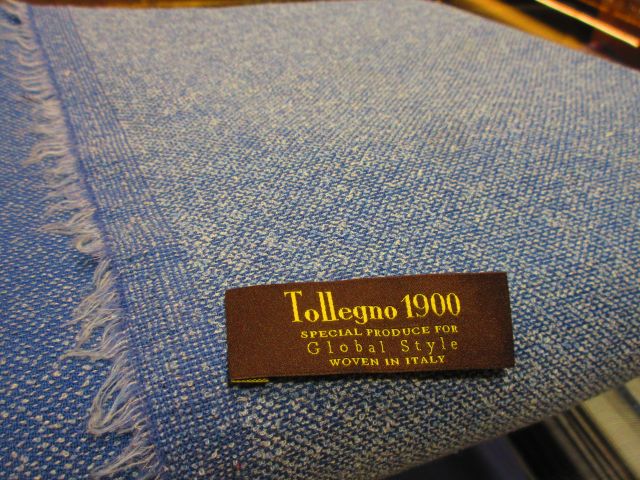 Tollegno 1900
SPECIAL PRODUCE FOR
Global Style
WOVEN IN ITALY